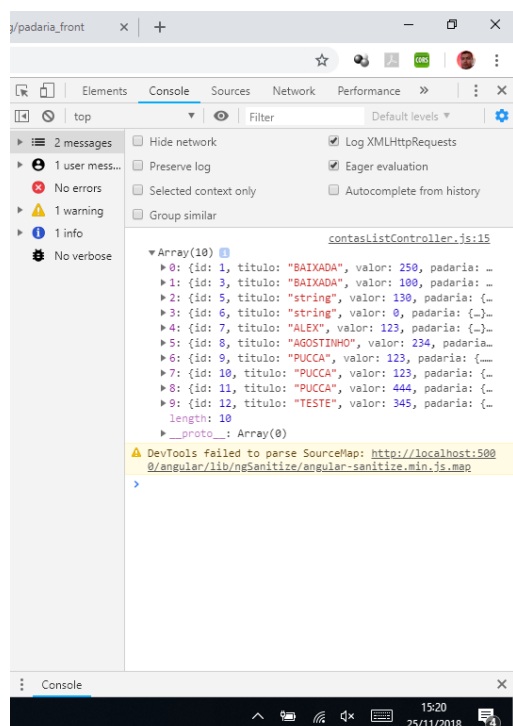 g/padaria_front × +
CORS
Elements Console Sources Network Performance »
top Filter Default levels ▼
2 messages
1 user mess...
No errors
1 warning
1 info
No verbose
Hide network
Preserve log
Selected context only
Group similar
Log XMLHttpRequests
Eager evaluation
Autocomplete from history
contasListController.js:15
▼Array(10)
▶0: {id: 1, titulo: "BAIXADA", valor: 250, padaria: …
▶1: {id: 3, titulo: "BAIXADA", valor: 100, padaria: …
▶2: {id: 5, titulo: "string", valor: 130, padaria: {…
▶3: {id: 6, titulo: "string", valor: 0, padaria: {…}…
▶4: {id: 7, titulo: "ALEX", valor: 123, padaria: {…}…
▶5: {id: 8, titulo: "AGOSTINHO", valor: 234, padaria…
▶6: {id: 9, titulo: "PUCCA", valor: 123, padaria: {……
▶7: {id: 10, titulo: "PUCCA", valor: 123, padaria: {…
▶8: {id: 11, titulo: "PUCCA", valor: 444, padaria: {…
▶9: {id: 12, titulo: "TESTE", valor: 345, padaria: {…
length: 10
▶__proto__: Array(0)
DevTools failed to parse SourceMap: http://localhost:500
0/angular/lib/ngSanitize/angular-sanitize.min.js.map
>
Console ×
15:20
25/11/2018
4